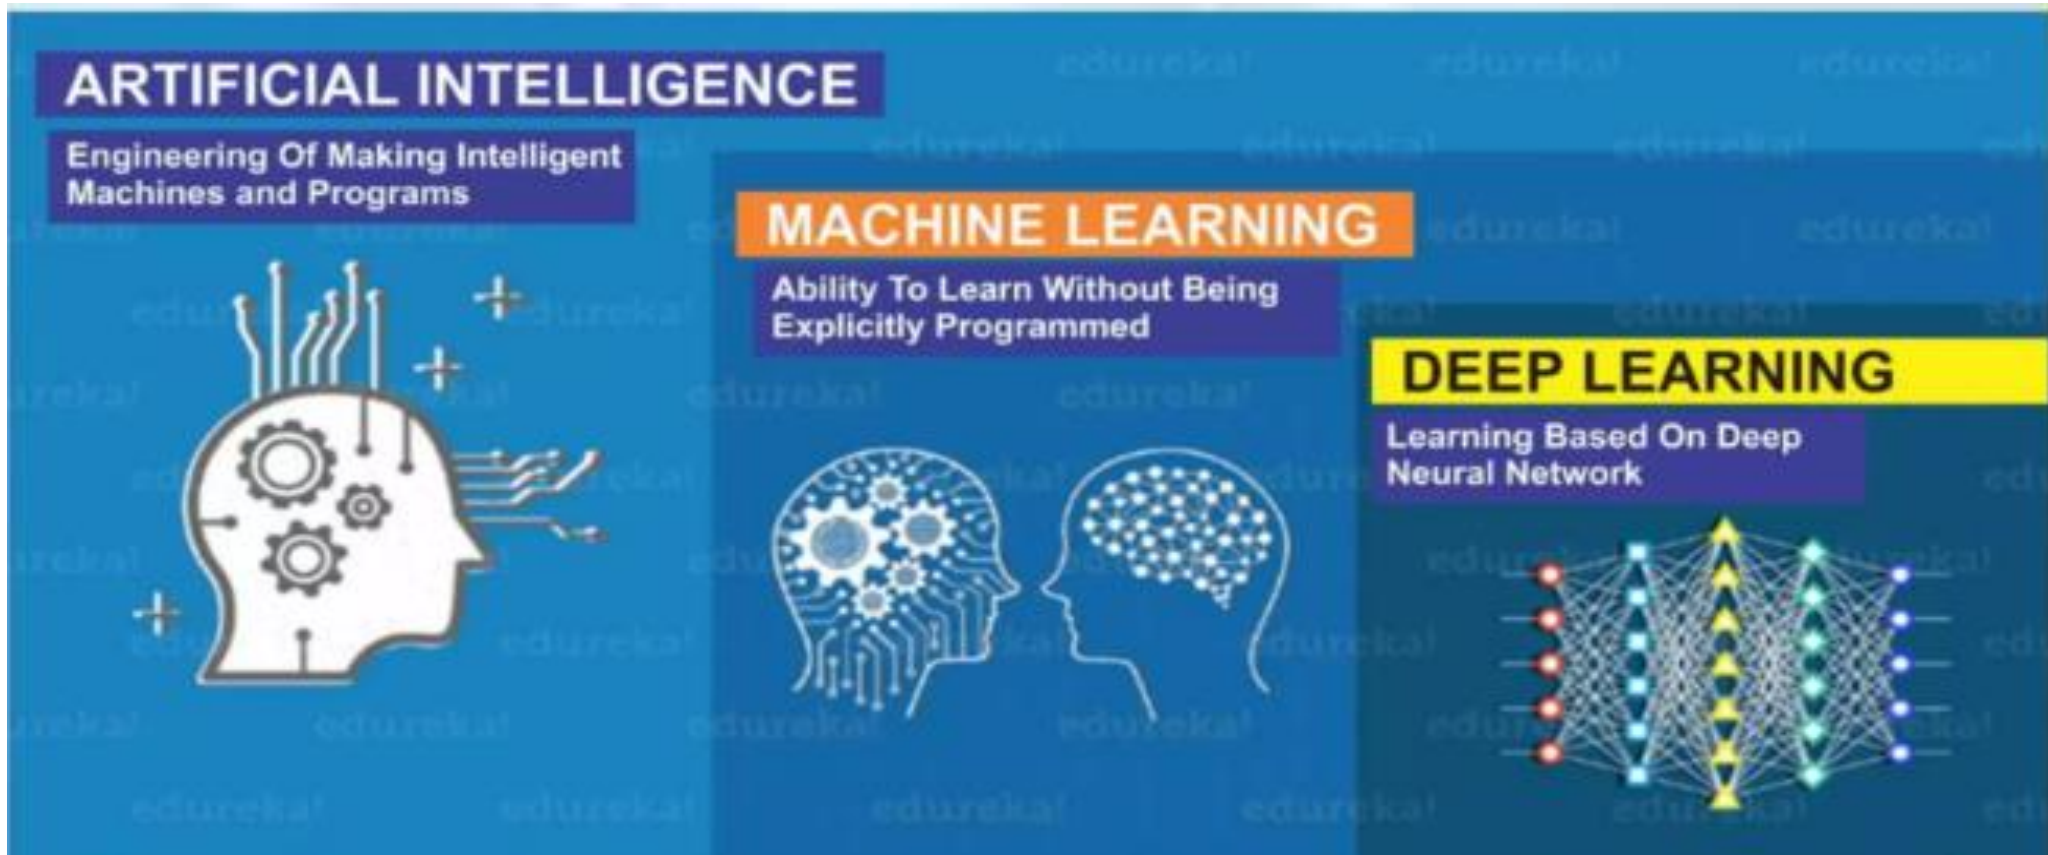 ARTIFICIAL INTELLIGENCE
Engineering Of Making Intelligent
Machines and Programs
MACHINE LEARNING
Ability To Learn Without Being
Explicitly Programmed
DEEP LEARNING
Learning Based On Deep
Neural Network
edureka!